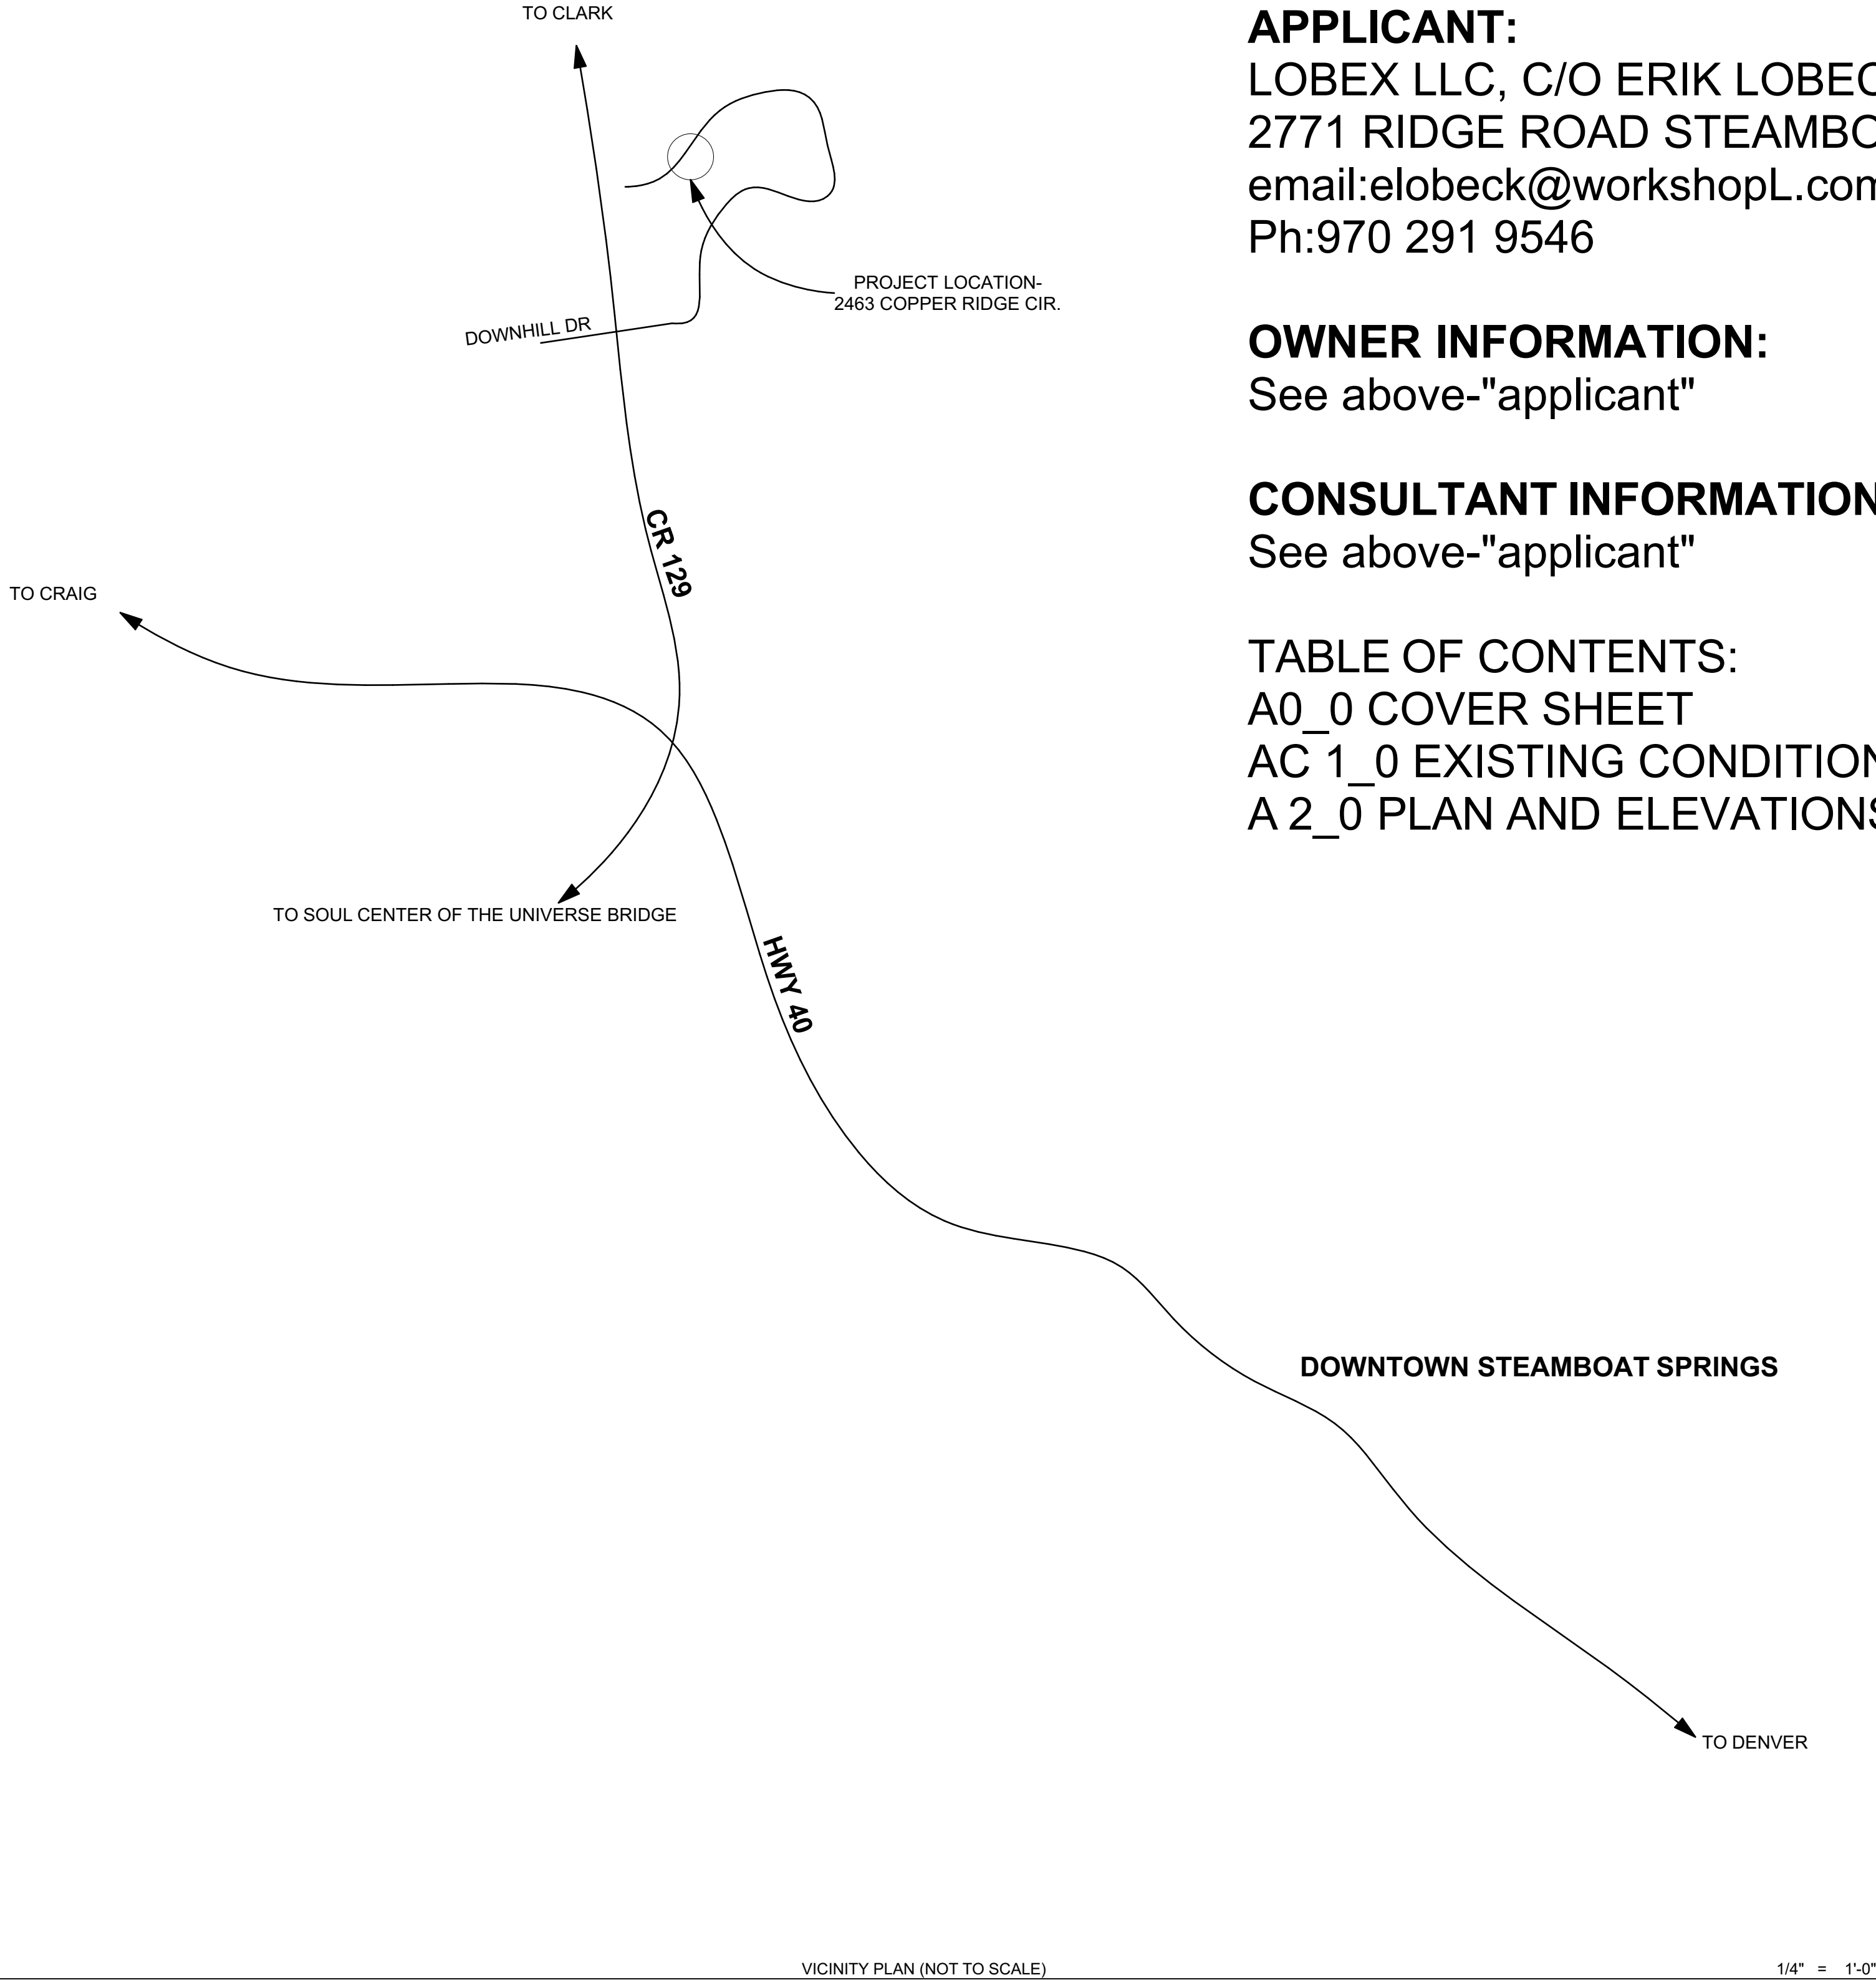 TO CLARK
APPLICANT:
LOBEX LLC, C/O ERIK
2771 RIDGE ROAD
email:elobeck@workshopL.com
Ph:970 291 9546
PROJECT LOCATION-
2463 COPPER RIDGE CIR.
DOWNHILL DR
OWNER INFORMATION:
See above-"applicant"
CONSULTANT INFORMATION
See above-"applicant"
CR 129
TO CRAIG
TABLE OF CONTENTS:
A0_0 COVER SHEET
AC 1_0 EXISTING
A 2_0 PLAN AND ELEVATIONS
TO SOUL CENTER OF THE UNIVERSE BRIDGE
HWY 40
DOWNTOWN STEAMBOAT SPRINGS
TO DENVER
VICINITY PLAN (NOT TO SCALE)
1/4" = 1'-0"